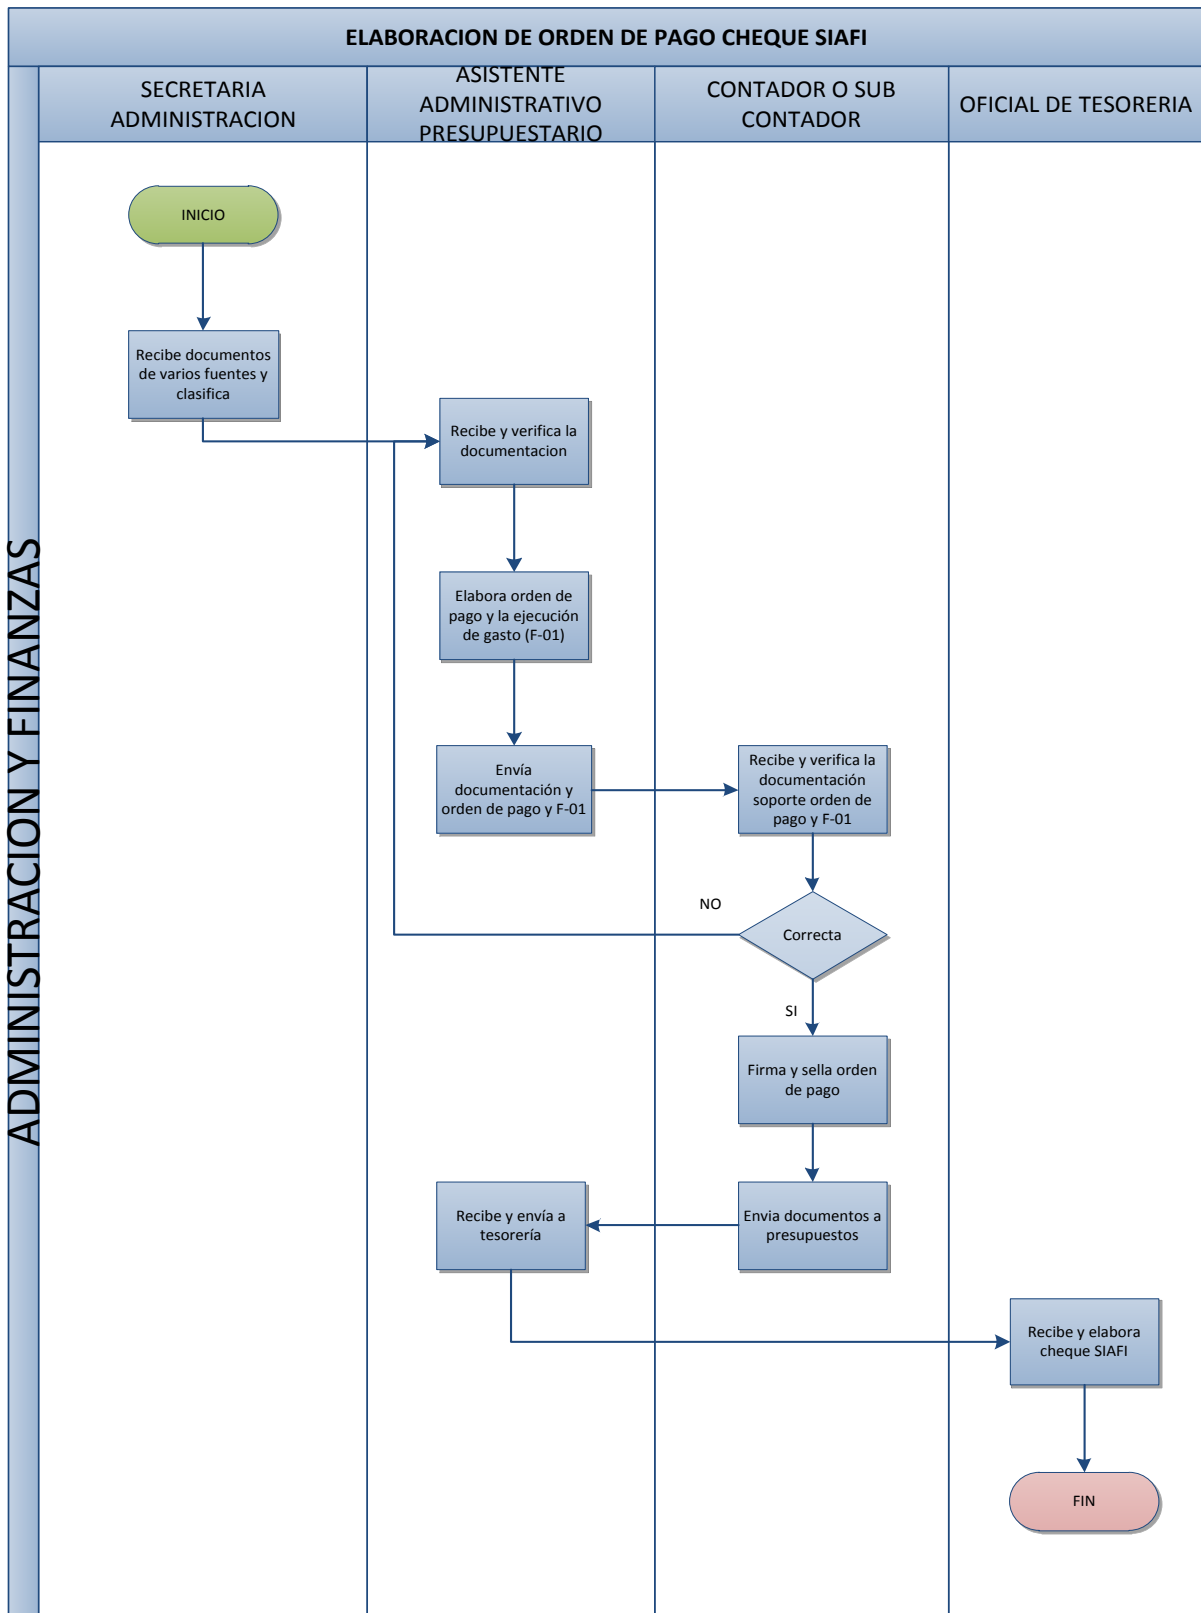 ELABORACION DE ORDEN DE PAGO CHEQUE SIAFI
ADMINISTRACION Y FINANZAS
SECRETARIA
ADMINISTRACION
ASISTENTE
ADMINISTRATIVO
PRESUPUESTARIO
CONTADOR O SUB
CONTADOR
OFICIAL DE TESORERIA
INICIO
Recibe documentos
de varios fuentes y
clasifica
Recibe y verifica la
documentacion
Elabora orden de
pago y la ejecución
de gasto (F-01)
Envía
documentación y
orden de pago y F-01
Recibe y verifica la
documentación
soporte orden de
pago y F-01
NO
Correcta
SI
Firma y sella orden
de pago
Envia documentos a
presupuestos
Recibe y envía a
tesorería
Recibe y elabora
cheque SIAFI
FIN